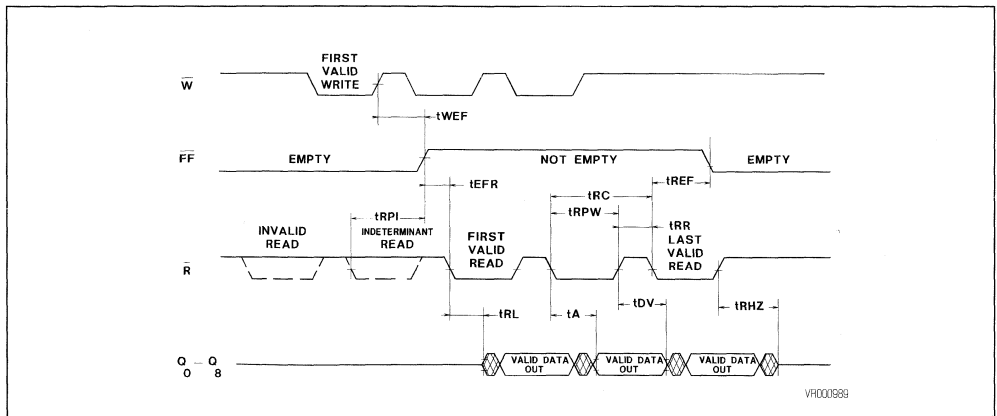 FIRST
VALID
WRITE
W
tWEF
FF
EMPTY
NOT EMPTY
EMPTY
tREF
tEFR
tRC
tRPW
tRPI
tRR
INVALID
READ
INDETERMINANT
READ
FIRST
VALID
READ
LAST
VALID
READ
R
tRHZ
tDV
tRL
tA
Q – Q
0 8
VALID DATA
OUT
VALID DATA
OUT
VALID DATA
OUT
VR000989